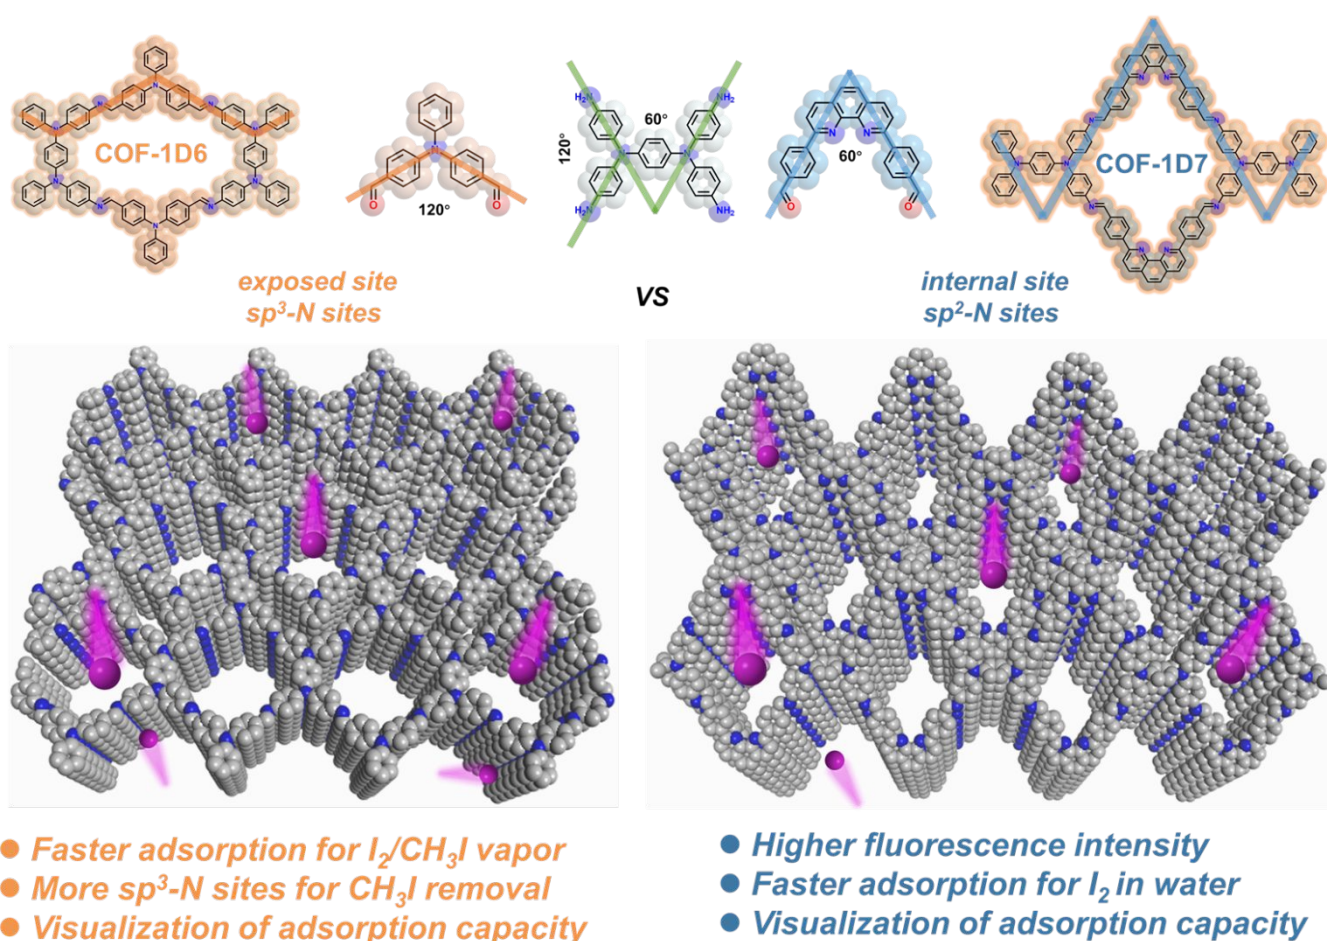 COF-1D6
N
N
N
N
N
N
N
N
N
N
N
O
O
120°
H₂N
NH₂
120°
60°
N
N
H₂N
NH₂
N
N
60°
O
O
COF-1D7
N
N
N
N
N
N
N
N
N
N
N
N
exposed site
sp³-N sites
VS
internal site
sp²-N sites
● Faster adsorption for I₂/CH₃I vapor
● More sp³-N sites for CH₃I removal
● Visualization of adsorption capacity
● Higher fluorescence intensity
● Faster adsorption for I₂ in water
● Visualization of adsorption capacity